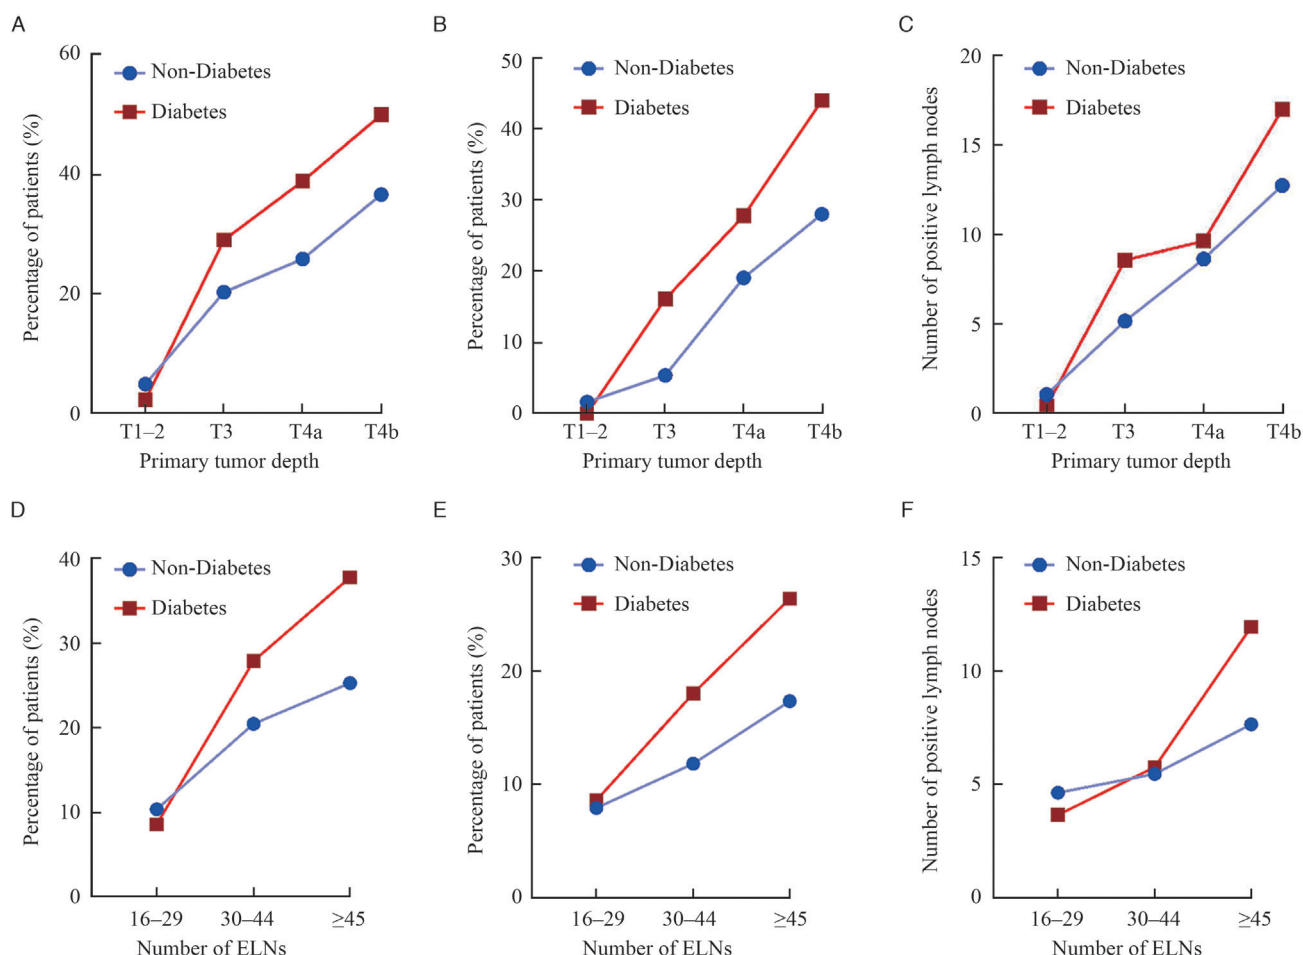 A
Percentage of patients (%)
60
40
20
0
Non-Diabetes
Diabetes
T1–2 T3 T4a T4b
Primary tumor depth
B
Percentage of patients (%)
50
40
30
20
10
0
Non-Diabetes
Diabetes
T1–2 T3 T4a T4b
Primary tumor depth
C
Number of positive lymph nodes
20
15
10
5
0
Non-Diabetes
Diabetes
T1–2 T3 T4a T4b
Primary tumor depth
D
Percentage of patients (%)
40
30
20
10
0
Non-Diabetes
Diabetes
16–29 30–44 ≥45
Number of ELNs
E
Percentage of patients (%)
30
20
10
0
Non-Diabetes
Diabetes
16–29 30–44 ≥45
Number of ELNs
F
Number of positive lymph nodes
15
10
5
0
Non-Diabetes
Diabetes
16–29 30–44 ≥45
Number of ELNs